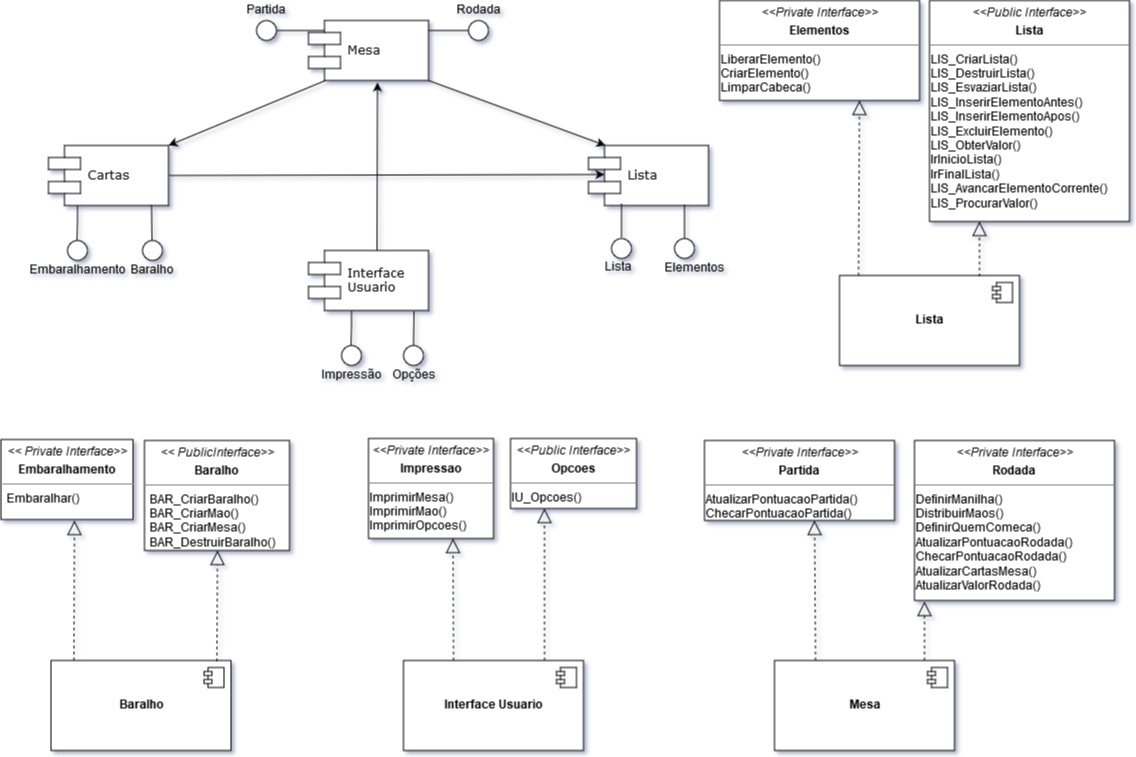 Partida
Rodada
Mesa
Cartas
Lista
Embaralhamento
Baralho
Lista
Elementos
Interface
Usuario
Impressão
Opções
<<Private Interface>>
Elementos
LiberarElemento()
CriarElemento()
LimparCabeca()
<<Public Interface>>
Lista
LIS_CriarLista()
LIS_DestruirLista()
LIS_EsvaziarLista()
LIS_InserirElementoAntes()
LIS_InserirElementoApos()
LIS_ExcluirElemento()
LIS_ObterValor()
IrInicioLista()
IrFinalLista()
LIS_AvancarElementoCorrente()
LIS_ProcurarValor()
Lista
<< Private Interface>>
Embaralhamento
Embaralhar()
<< PublicInterface>>
Baralho
BAR_CriarBaralho()
BAR_CriarMao()
BAR_CriarMesa()
BAR_DestruirBaralho()
Baralho
<<Private Interface>>
Impressao
ImprimirMesa()
ImprimirMao()
ImprimirOpcoes()
<<Public Interface>>
Opcoes
IU_Opcoes()
Interface Usuario
<<Private Interface>>
Partida
AtualizarPontuacaoPartida()
ChecarPontuacaoPartida()
<<Private Interface>>
Rodada
DefinirManilha()
DistribuirMaos()
DefinirQuemComeca()
AtualizarPontuacaoRodada()
ChecarPontuacaoRodada()
AtualizarCartasMesa()
AtualizarValorRodada()
Mesa